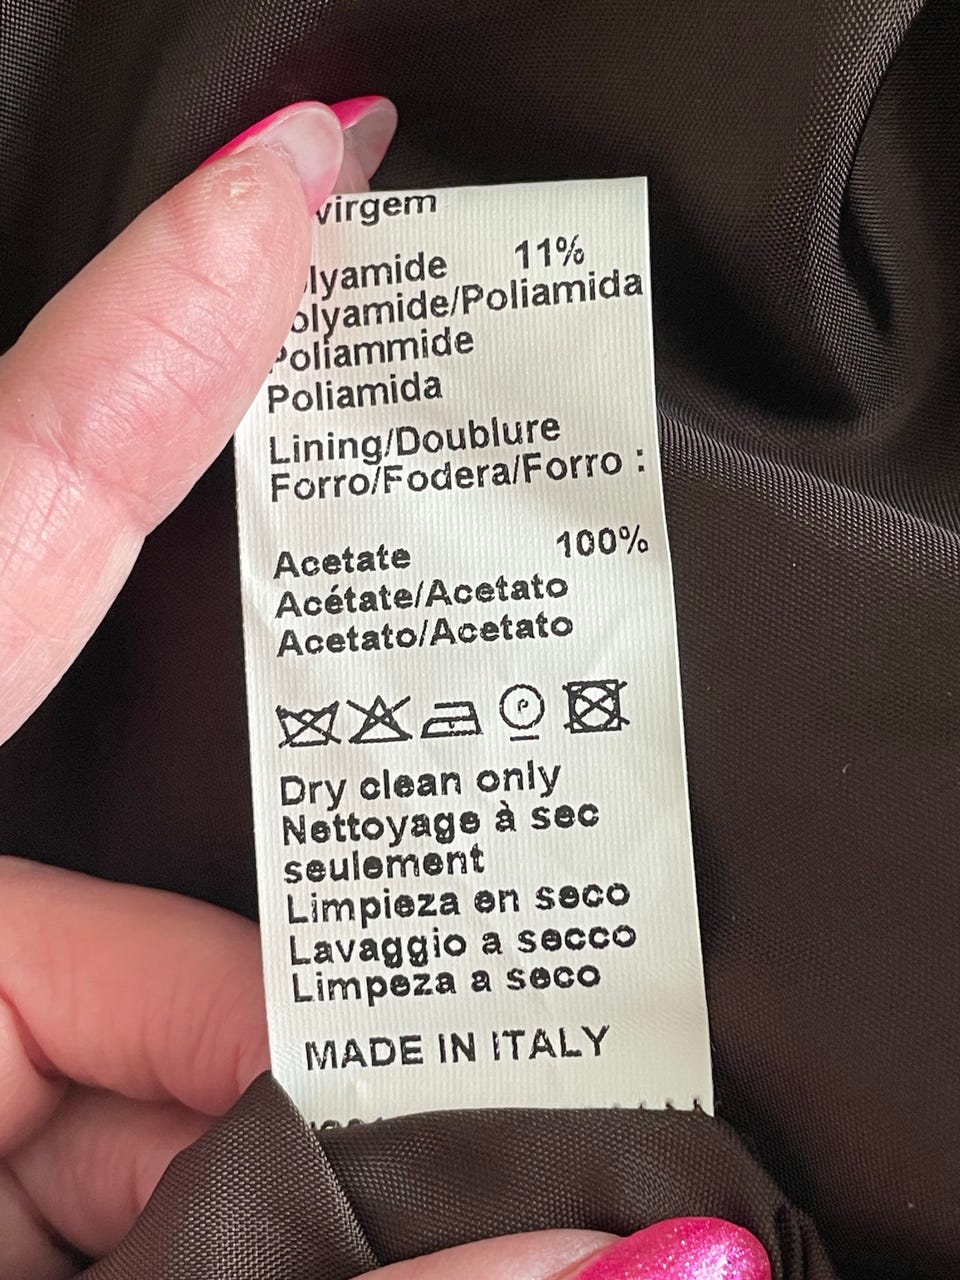 virgem
lyamide 11%
olyamide/Poliamida
Poliammide
Poliamida
Lining/Doublure
Forro/Fodera/Forro :
Acetate 100%
Acétate/Acetato
Acetato/Acetato
P
Dry clean only
Nettoyage à sec
seulement
Limpieza en seco
Lavaggio a secco
Limpeza a seco
MADE IN ITALY